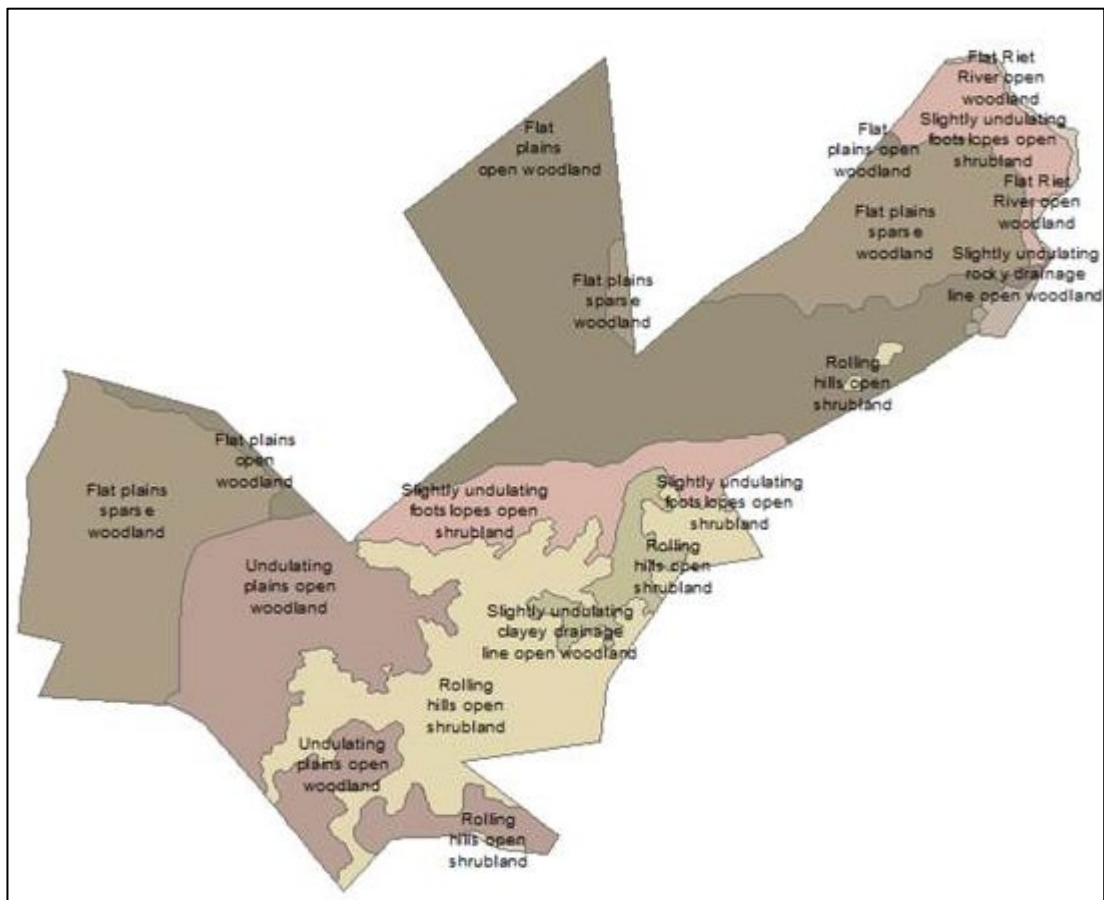 Flat Riet
River open
woodland
Slightly undulating
footslopes open
shrubland
Flat
plains open
woodland
Flat
plains
open woodland
Flat Riet
River open
woodland
Flat plains
sparse
woodland
Slightly undulating
rocky drainage
line open woodland
Flat plains
sparse
woodland
Rolling
hills open
shrubland
Flat plains
open
woodland
Flat plains
sparse
woodland
Slightly undulating
footslopes open
shrubland
Slightly undulating
footslopes open
shrubland
Rolling
hills open
shrubland
Undulating
plains open
woodland
Slightly undulating
clayey drainage
line open woodland
Rolling
hills open
shrubland
Undulating
plains open
woodland
Rolling
hills open
shrubland